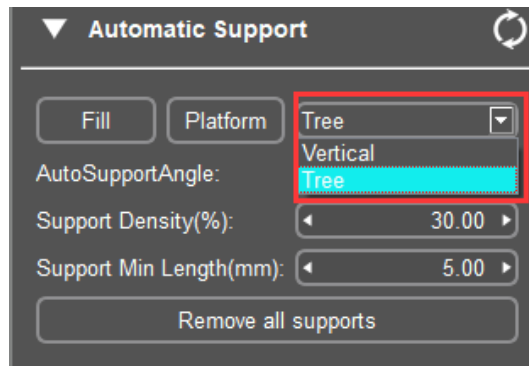 Automatic Support
Fill Platform Tree
Vertical
AutoSupportAngle: Tree
Support Density(%): 30.00
Support Min Length(mm): 5.00
Remove all supports